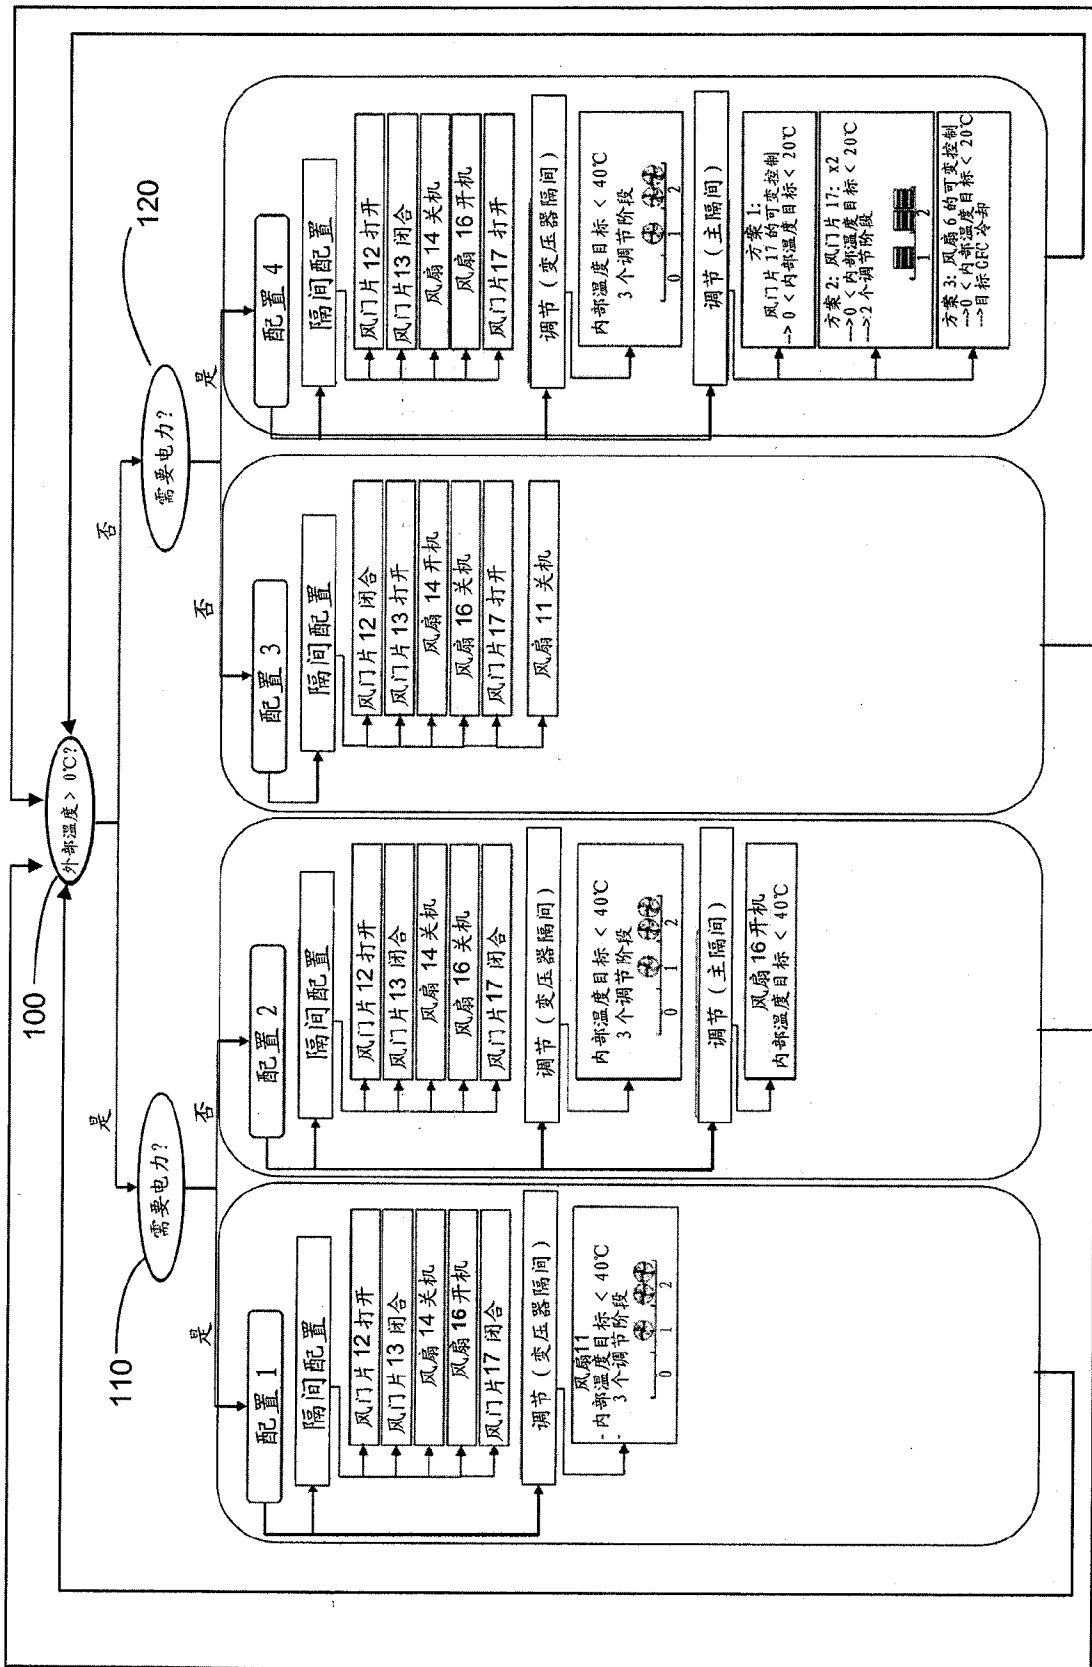 100
外部温度> 0℃?
是
否
110
需要电力?
120
需要电力?
是
否
否
是
配置 1
隔间配置
风门片 12 打开
风门片 13 闭合
风扇 14 关机
风扇 16 开机
风门片 17 闭合
调节（变压器隔间）
风扇11
- 内部温度目标 < 40℃
- 3 个调节阶段
0 1 2
配置 2
隔间配置
风门片 12 打开
风门片 13 闭合
风扇 14 关机
风扇 16 关机
风门片 17 闭合
调节（变压器隔间）
内部温度目标 < 40℃
3 个调节阶段
0 1 2
调节（主隔间）
风扇 16 开机
内部温度目标 < 40℃
配置 3
隔间配置
风门片 12 闭合
风门片 13 打开
风扇 14 开机
风扇 16 关机
风门片 17 打开
风扇 11 关机
配置 4
隔间配置
风门片 12 打开
风门片 13 闭合
风扇 14 关机
风扇 16 开机
风门片 17 打开
调节（变压器隔间）
内部温度目标 < 40℃
3 个调节阶段
0 1 2
调节（主隔间）
方案 1:
风门片 17 的可变控制
--> 0 < 内部温度目标 < 20℃
方案 2: 风门片 17: x2
--->0 < 内部温度目标 < 20℃
--->2 个调节阶段
1 2
方案 3: 风扇 6 的可变控制
--->0 < 内部温度目标 < 20℃
--->目标 GFC 冷却